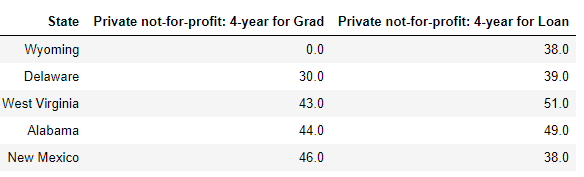 State Private not-for-profit: 4-year for Grad Private not-for-profit: 4-year for Loan
Wyoming 0.0 38.0
Delaware 30.0 39.0
West Virginia 43.0 51.0
Alabama 44.0 49.0
New Mexico 46.0 38.0